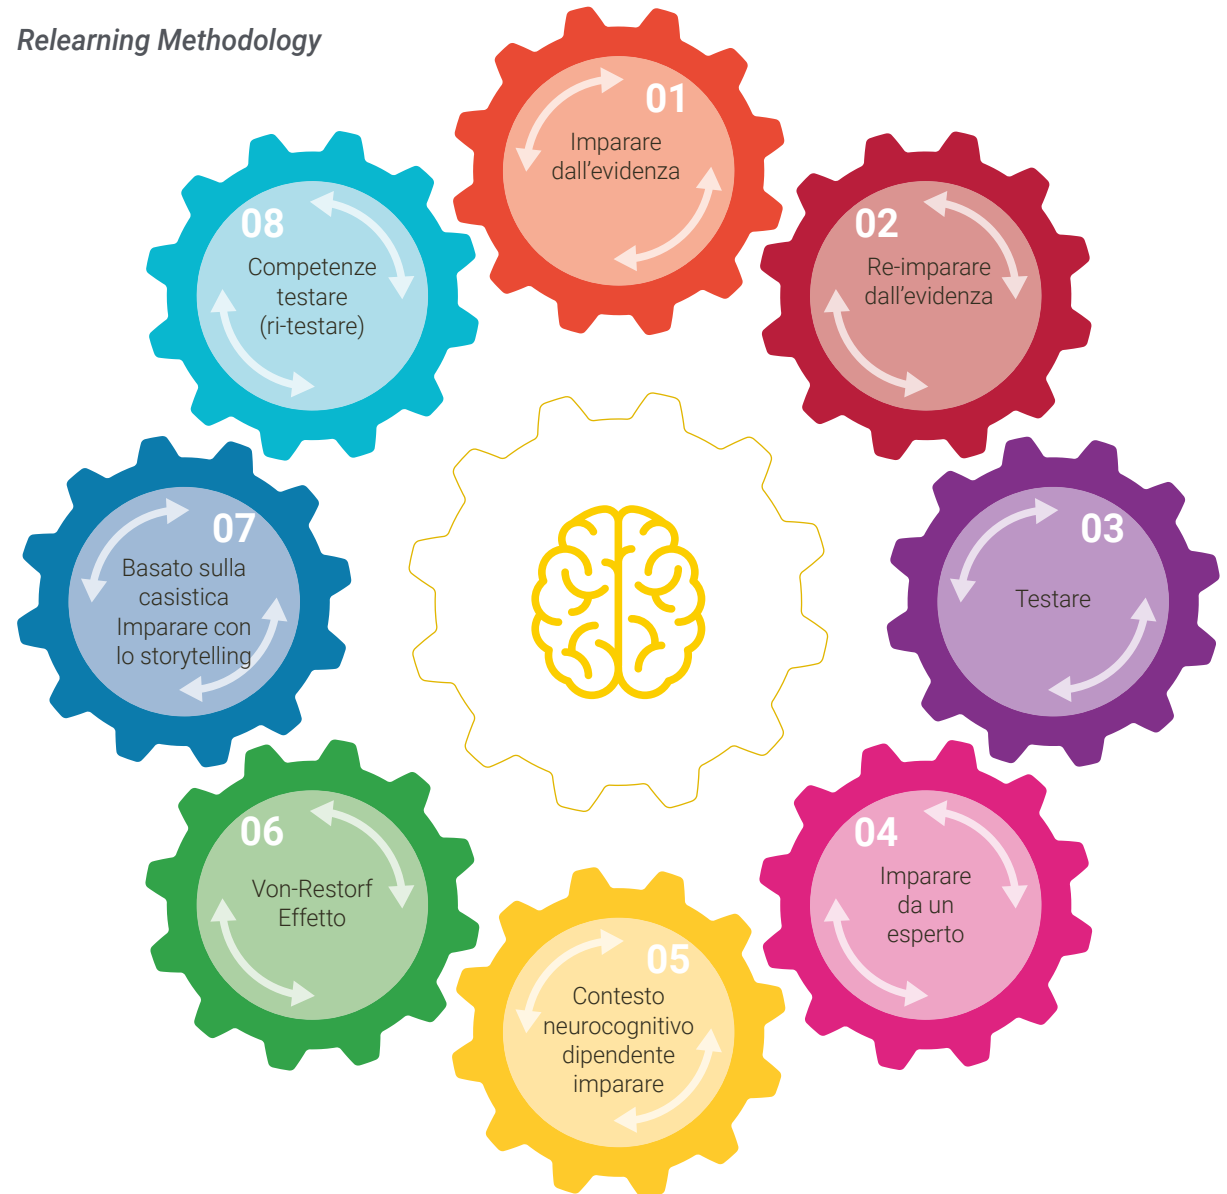 Relearning Methodology
01
Imparare
dall'evidenza
02
Re-imparare
dall'evidenza
03
Testare
04
Imparare
da un
esperto
05
Contesto
neurocognitivo
dipendente
imparare
06
Von-Restorf
Effetto
07
Basato sulla
casistica
Imparare con
lo storytelling
08
Competenze
testare
(ri-testare)